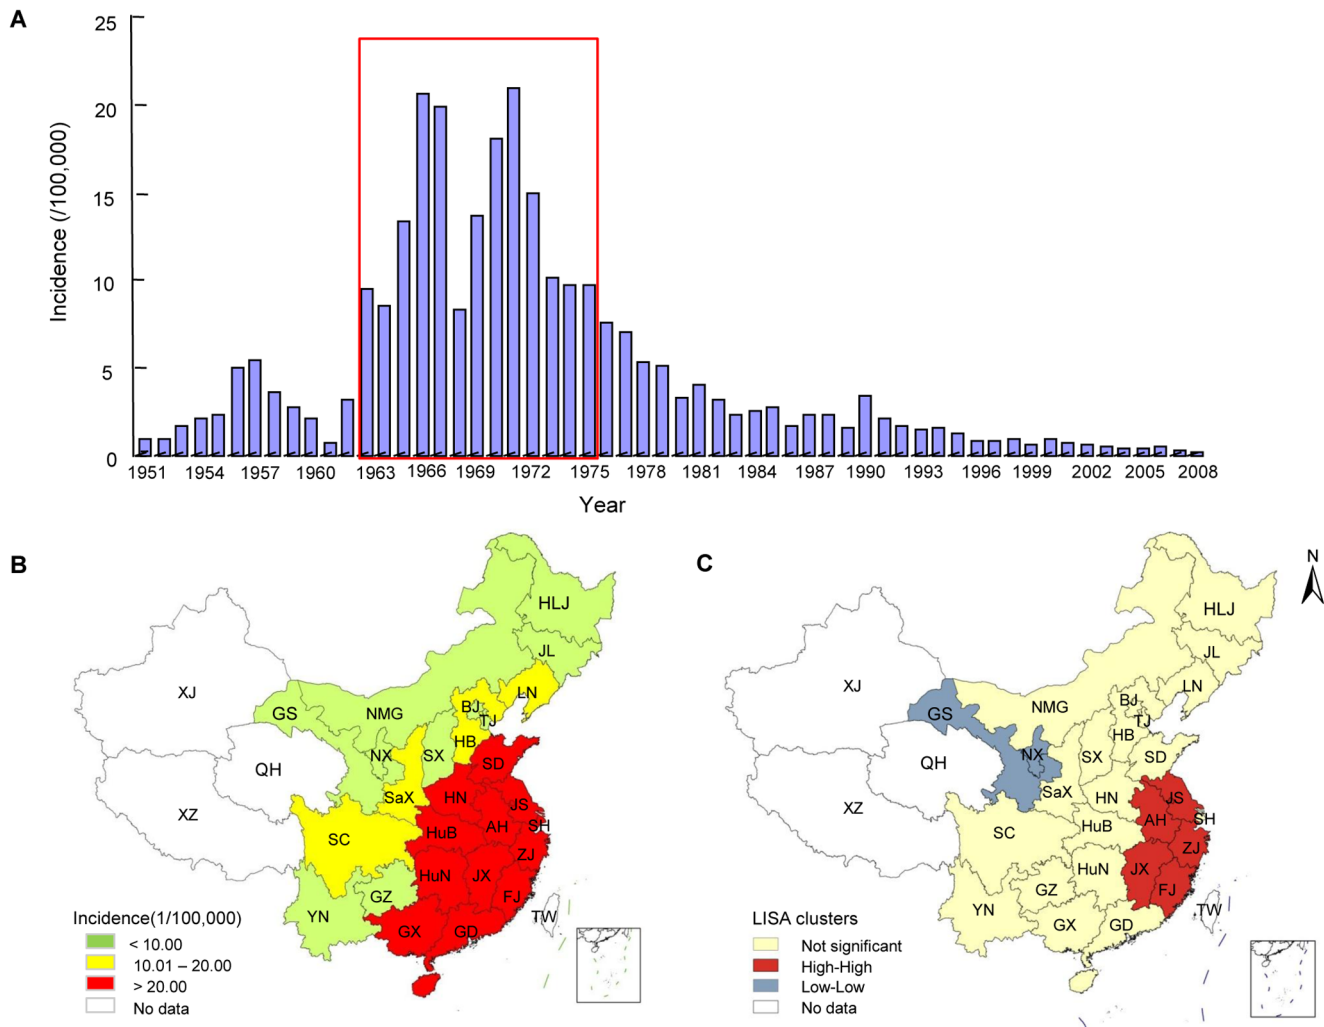 A
25
20
15
10
5
0
Incidence (/100,000)
1951 1954 1957 1960 1963 1966 1969 1972 1975 1978 1981 1984 1987 1990 1993 1996 1999 2002 2005 2008
Year
B
HLJ
JL
LN
XJ
BJ
TJ
GS
NMG
HB
SX
NX
SD
QH
SaX
HN
JS
XZ
SH
HuB
AH
SC
ZJ
HuN
JX
GZ
FJ
YN
TW
GX
GD
Incidence(1/100,000)
< 10.00
10.01 – 20.00
> 20.00
No data
C
N
HLJ
JL
LN
XJ
BJ
GS
NMG
TJ
HB
NX
SX
SD
QH
SaX
HN
JS
XZ
AH
SH
HuB
SC
ZJ
HuN
JX
GZ
FJ
YN
TW
GX
GD
LISA clusters
Not significant
High-High
Low-Low
No data